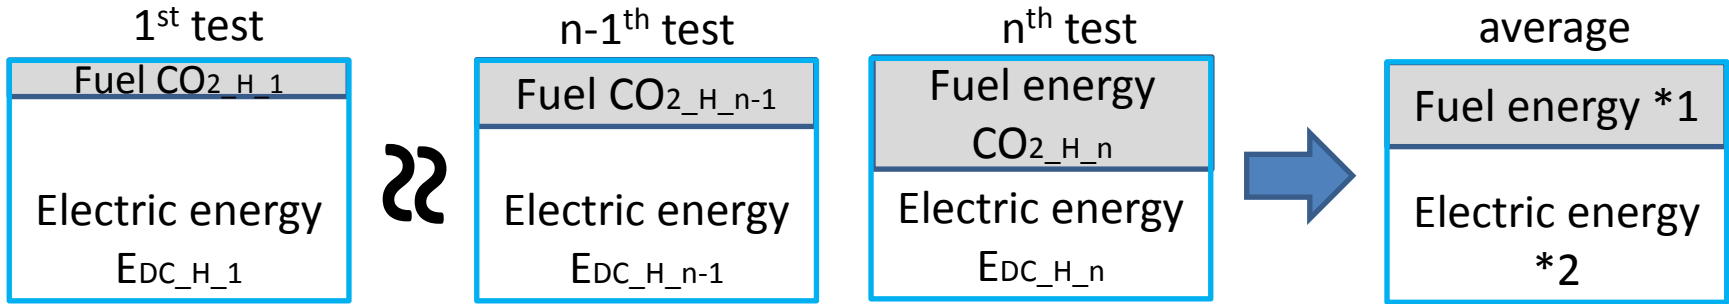 1st test
Fuel CO2_H_1
Electric energy
EDC_H_1
n-1th test
Fuel CO2_H_n-1
Electric energy
EDC_H_n-1
nth test
Fuel energy
CO2_H_n
Electric energy
EDC_H_n
average
Fuel energy *1
Electric energy
*2